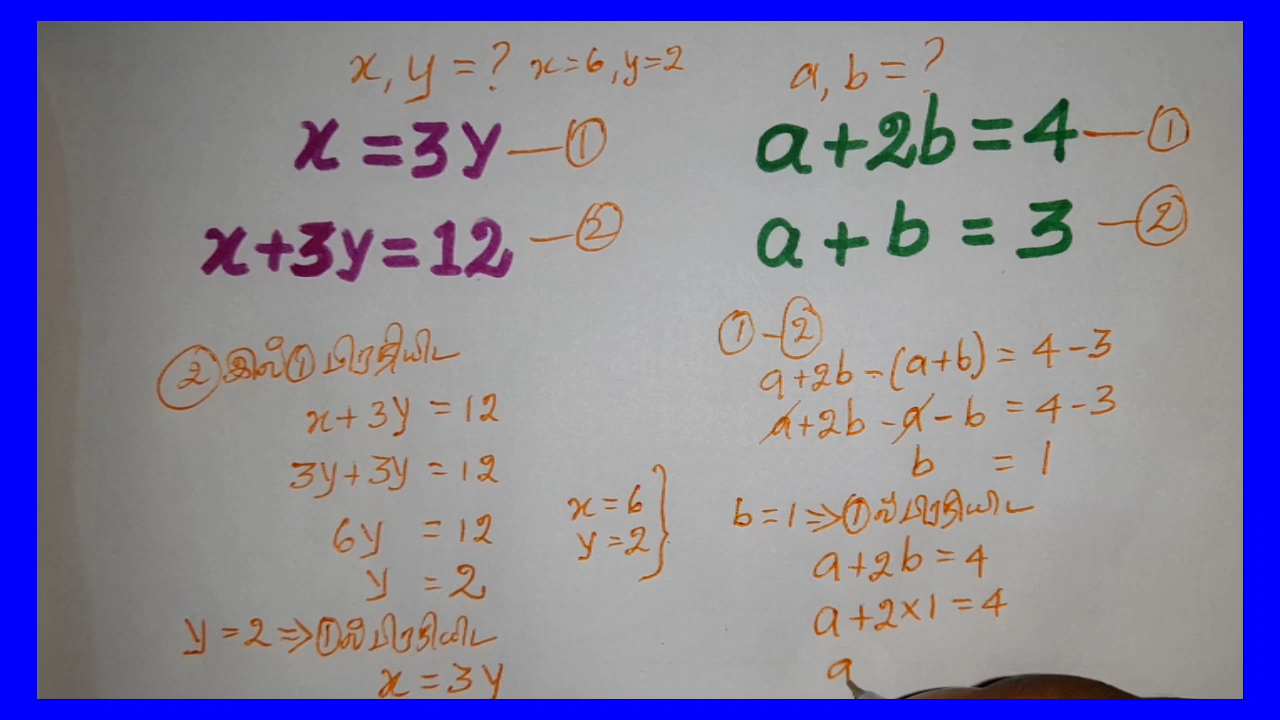 x, y = ? x=6, y=2
x = 3y — ①
x+3y=12 — ②
② இல் ① பிரதியிட
x+3y = 12
3y+3y = 12
6y = 12
y = 2
y = 2 ⇒ ①ல் பிரதியிட
x = 3y
x = 6
y = 2 }
a, b = ?
a+2b=4 — ①
a+b=3 — ②
① - ②
a+2b - (a+b) = 4-3
a+2b - a - b = 4-3
b = 1
b = 1 ⇒ ①ல் பிரதியிட
a+2b = 4
a+2×1 = 4
a